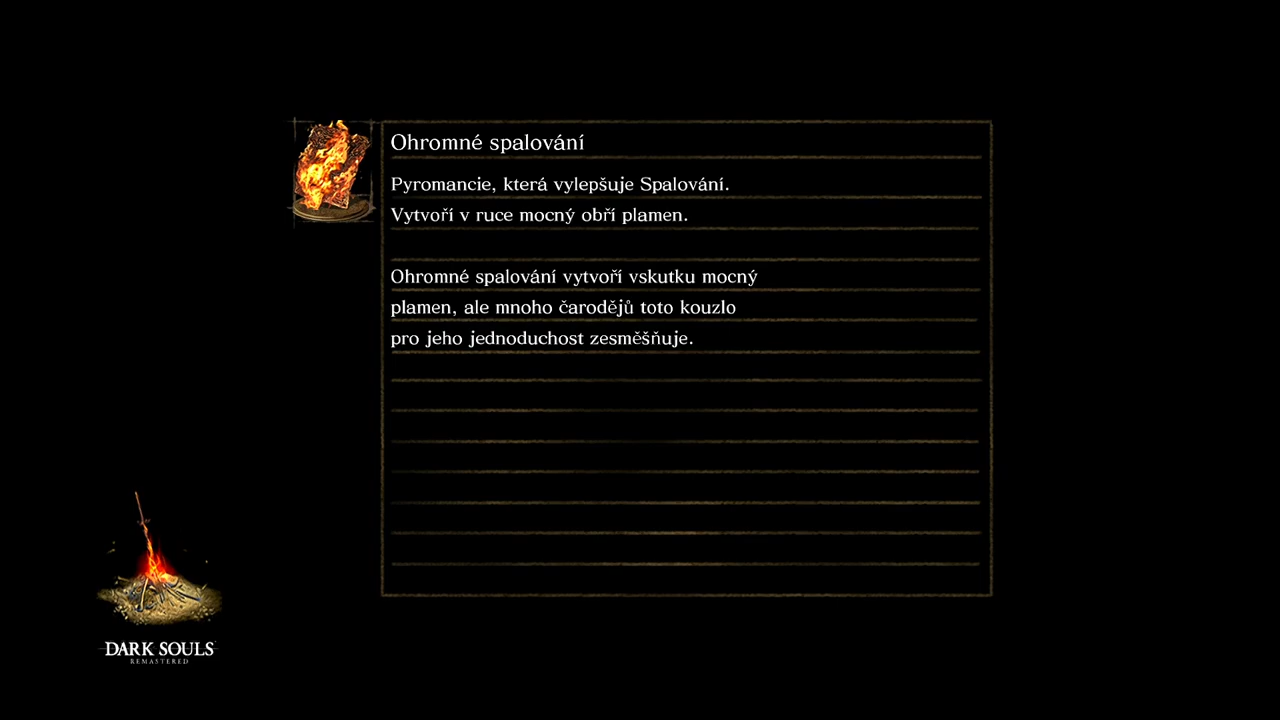 Ohromné spalování
Pyromancie, která vylepšuje Spalování.
Vytvoří v ruce mocný obří plamen.
Ohromné spalování vytvoří vskutku mocný
plamen, ale mnoho čarodějů toto kouzlo
pro jeho jednoduchost zesměšňuje.
DARK SOULS
REMASTERED